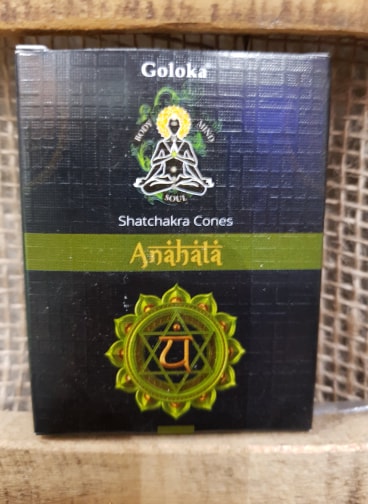 Goloka®
BODY
MIND
SOUL
Shatchakra Cones
Anahata
यं